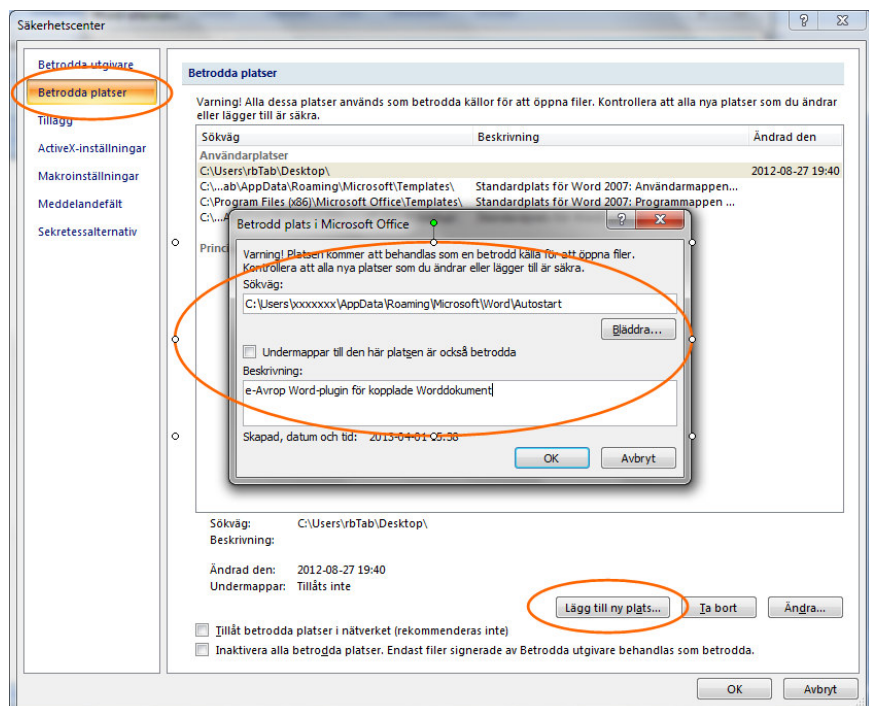 Säkerhetscenter
Betrodda utgivare
Betrodda platser
Tillägg
ActiveX-inställningar
Makroinställningar
Meddelandefält
Sekretessalternativ
Betrodda platser
Varning! Alla dessa platser används som betrodda källor för att öppna filer. Kontrollera att alla nya platser som du ändrar
eller lägger till är säkra.
Sökväg Beskrivning Ändrad den
Användarplatser
C:\Users\rbTab\Desktop\ 2012-08-27 19:40
C:\...ab\AppData\Roaming\Microsoft\Templates\ Standardplats för Word 2007: Användarmappen...
C:\Program Files (x86)\Microsoft Office\Templates\ Standardplats för Word 2007: Programmappen ...
C:\...A
Princi
Betrodd plats i Microsoft Office
Varning! Platsen kommer att behandlas som en betrodd källa för att öppna filer.
Kontrollera att alla nya platser som du ändrar eller lägger till är säkra.
Sökväg:
C:\Users\xxxxxxx\AppData\Roaming\Microsoft\Word\Autostart
Bläddra...
Undermappar till den här platsen är också betrodda
Beskrivning:
e-Avrop Word-plugin för kopplade Worddokument
Skapad, datum och tid: 2013-04-01 05:38
OK Avbryt
Sökväg: C:\Users\rbTab\Desktop\
Beskrivning:
Ändrad den: 2012-08-27 19:40
Undermappar: Tillåts inte
Lägg till ny plats... Ta bort Ändra...
Tillåt betrodda platser i nätverket (rekommenderas inte)
Inaktivera alla betrodda platser. Endast filer signerade av Betrodda utgivare behandlas som betrodda.
OK Avbryt